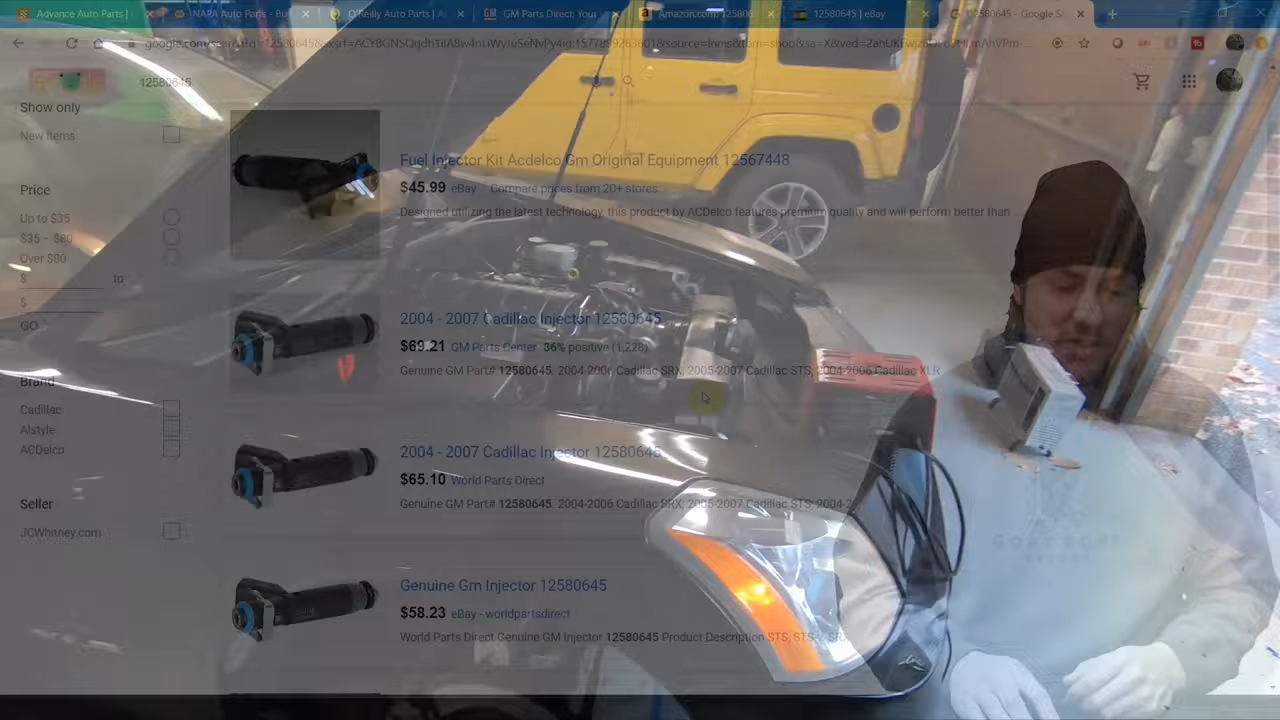 Advance Auto Parts |
NAPA Auto Parts - Bu
O'Reilly Auto Parts | A
GM Parts Direct: Your
Amazon.com: 125806
12580645 | eBay
12580645 - Google S
12580645
Show only
New items
Price
Up to $35
$35 – $80
Over $80
$ to
$
GO
Brand
Cadillac
Alstyle
ACDelco
Seller
JCWhitney.com
Fuel Injector Kit Acdelco Gm Original Equipment 12567448
$45.99 eBay · Compare prices from 20+ stores
Designed utilizing the latest technology, this product by ACDelco features premium quality and will perform better than ...
2004 - 2007 Cadillac Injector 12580645
$69.21 GM Parts Center 36% positive (1,228)
Genuine GM Part# 12580645. 2004-2006 Cadillac SRX; 2005-2007 Cadillac STS; 2004-2006 Cadillac XLR
2004 - 2007 Cadillac Injector 12580645
$65.10 World Parts Direct
Genuine GM Part# 12580645. 2004-2006 Cadillac SRX; 2005-2007 Cadillac STS; 2004-2
Genuine Gm Injector 12580645
$58.23 eBay - worldpartsdirect
World Parts Direct Genuine GM Injector 12580645 Product Description STS, STS-v, SR